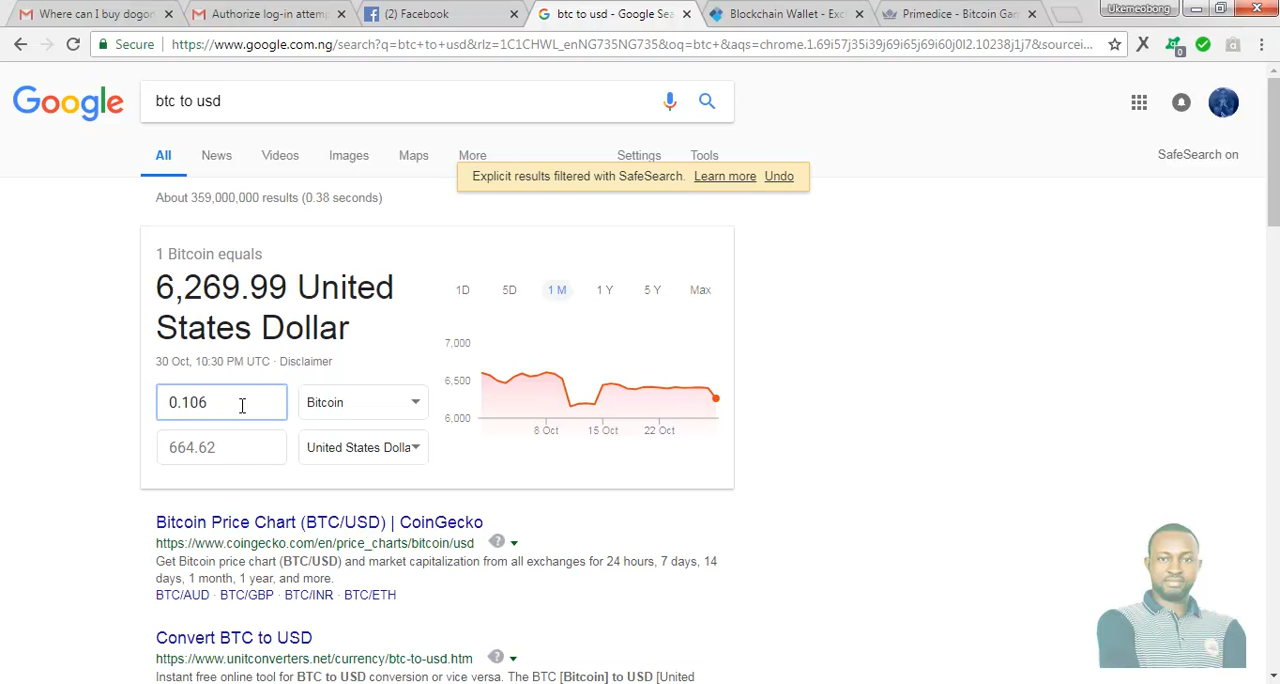 Where can I buy dogon
Authorize log-in attemp
(2) Facebook
btc to usd - Google Sea
Blockchain Wallet - Exc
Primedice - Bitcoin Gam
Ukemeobong
Secure
https://www.google.com.ng/search?q=btc+to+usd&rlz=1C1CHWL_enNG735NG735&oq=btc+&aqs=chrome.1.69i57j35i39j69i65j69i60j0l2.10238j1j7&sourcei...
Google
btc to usd
All News Videos Images Maps More Settings Tools
SafeSearch on
Explicit results filtered with SafeSearch. Learn more Undo
About 359,000,000 results (0.38 seconds)
1 Bitcoin equals
6,269.99 United
States Dollar
30 Oct, 10:30 PM UTC · Disclaimer
0.106 Bitcoin
664.62 United States Dolla
1D 5D 1 M 1 Y 5 Y Max
7,000
6,500
6,000
8 Oct 15 Oct 22 Oct
Bitcoin Price Chart (BTC/USD) | CoinGecko
https://www.coingecko.com/en/price_charts/bitcoin/usd
Get Bitcoin price chart (BTC/USD) and market capitalization from all exchanges for 24 hours, 7 days, 14
days, 1 month, 1 year, and more.
BTC/AUD · BTC/GBP · BTC/INR · BTC/ETH
Convert BTC to USD
https://www.unitconverters.net/currency/btc-to-usd.htm
Instant free online tool for BTC to USD conversion or vice versa. The BTC [Bitcoin] to USD [United